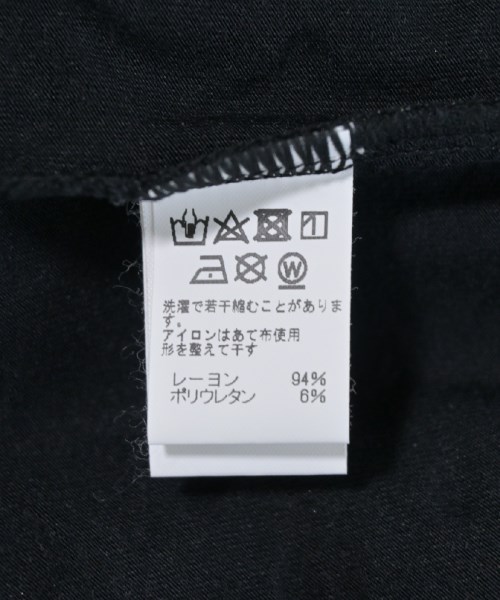 W
洗濯で若干縮むことがありま
す。
アイロンはあて布使用
形を整えて干す
レーヨン 94%
ポリウレタン 6%